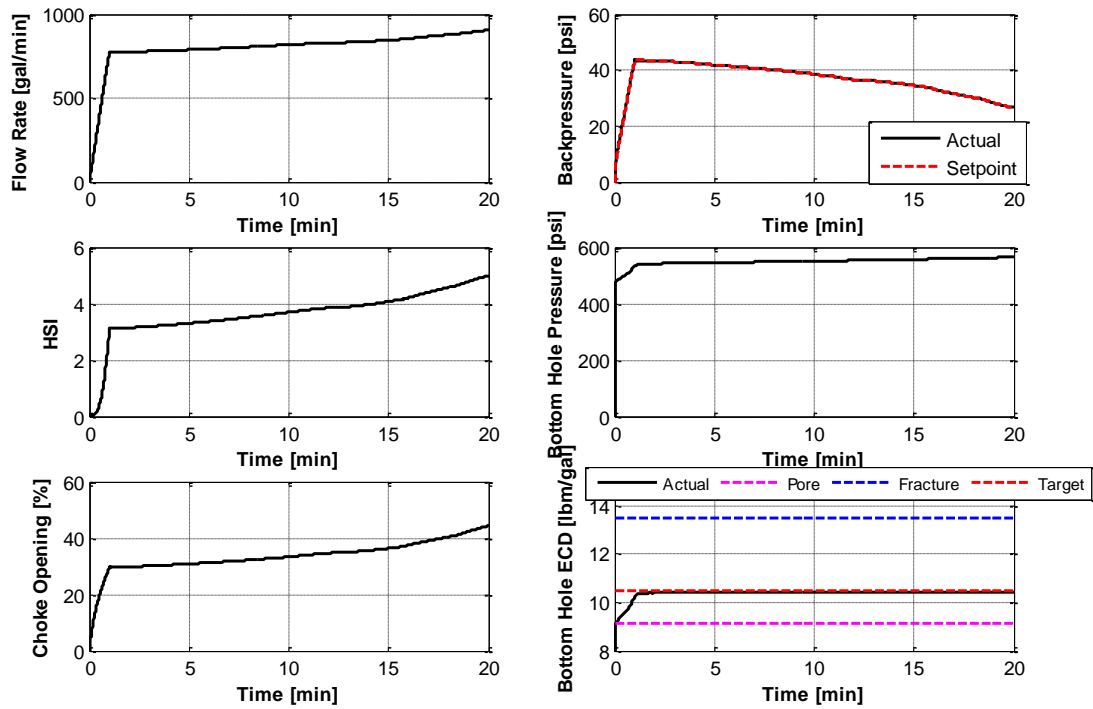 Flow Rate [gal/min]
1000
500
0
0 5 10 15 20
Time [min]
Backpressure [psi]
60
40
20
0
Actual
Setpoint
0 5 10 15 20
Time [min]
HSI
6
4
2
0
0 5 10 15 20
Time [min]
Bottom Hole Pressure [psi]
600
400
200
0
0 5 10 15 20
Time [min]
Choke Opening [%]
60
40
20
0
0 5 10 15 20
Time [min]
Bottom Hole ECD [lbm/gal]
Actual Pore Fracture Target
14
12
10
8
0 5 10 15 20
Time [min]